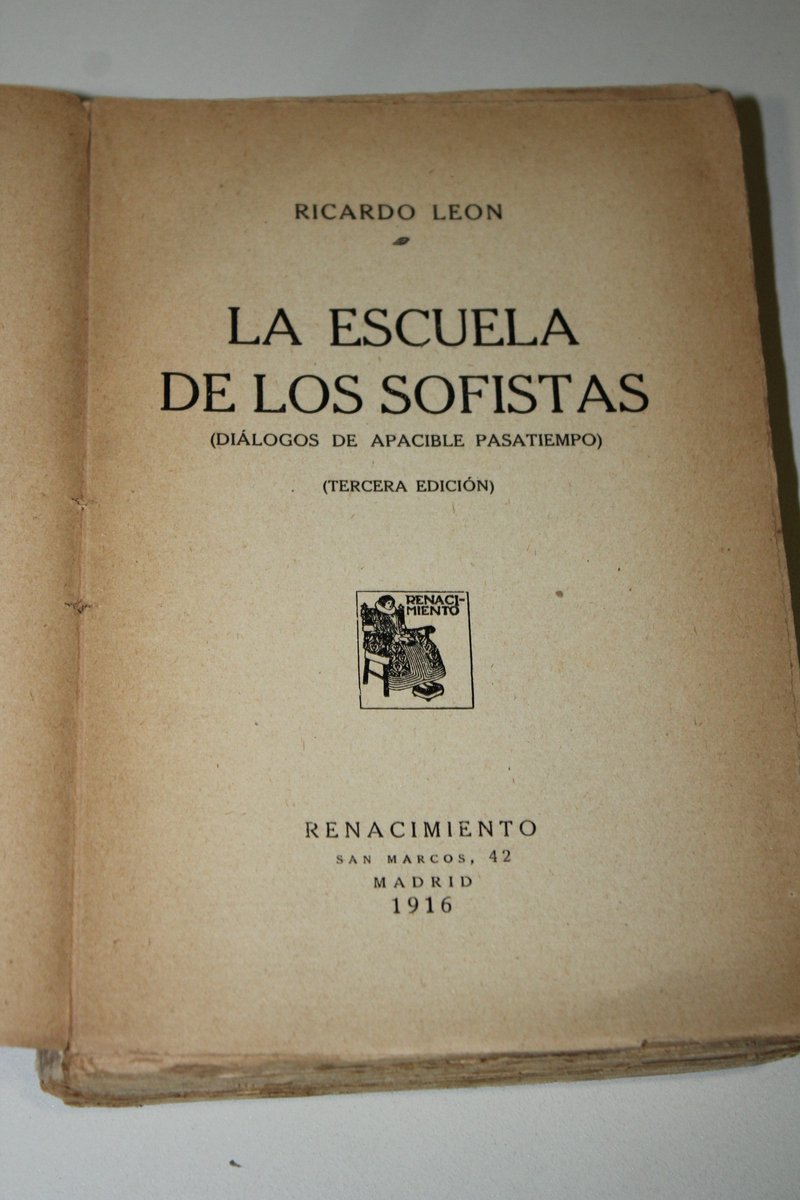 RICARDO LEON
LA ESCUELA
DE LOS SOFISTAS
(DIÁLOGOS DE APACIBLE PASATIEMPO)
(TERCERA EDICIÓN)
RENACI-
MIENTO
RENACIMIENTO
SAN MARCOS, 42
MADRID
1916